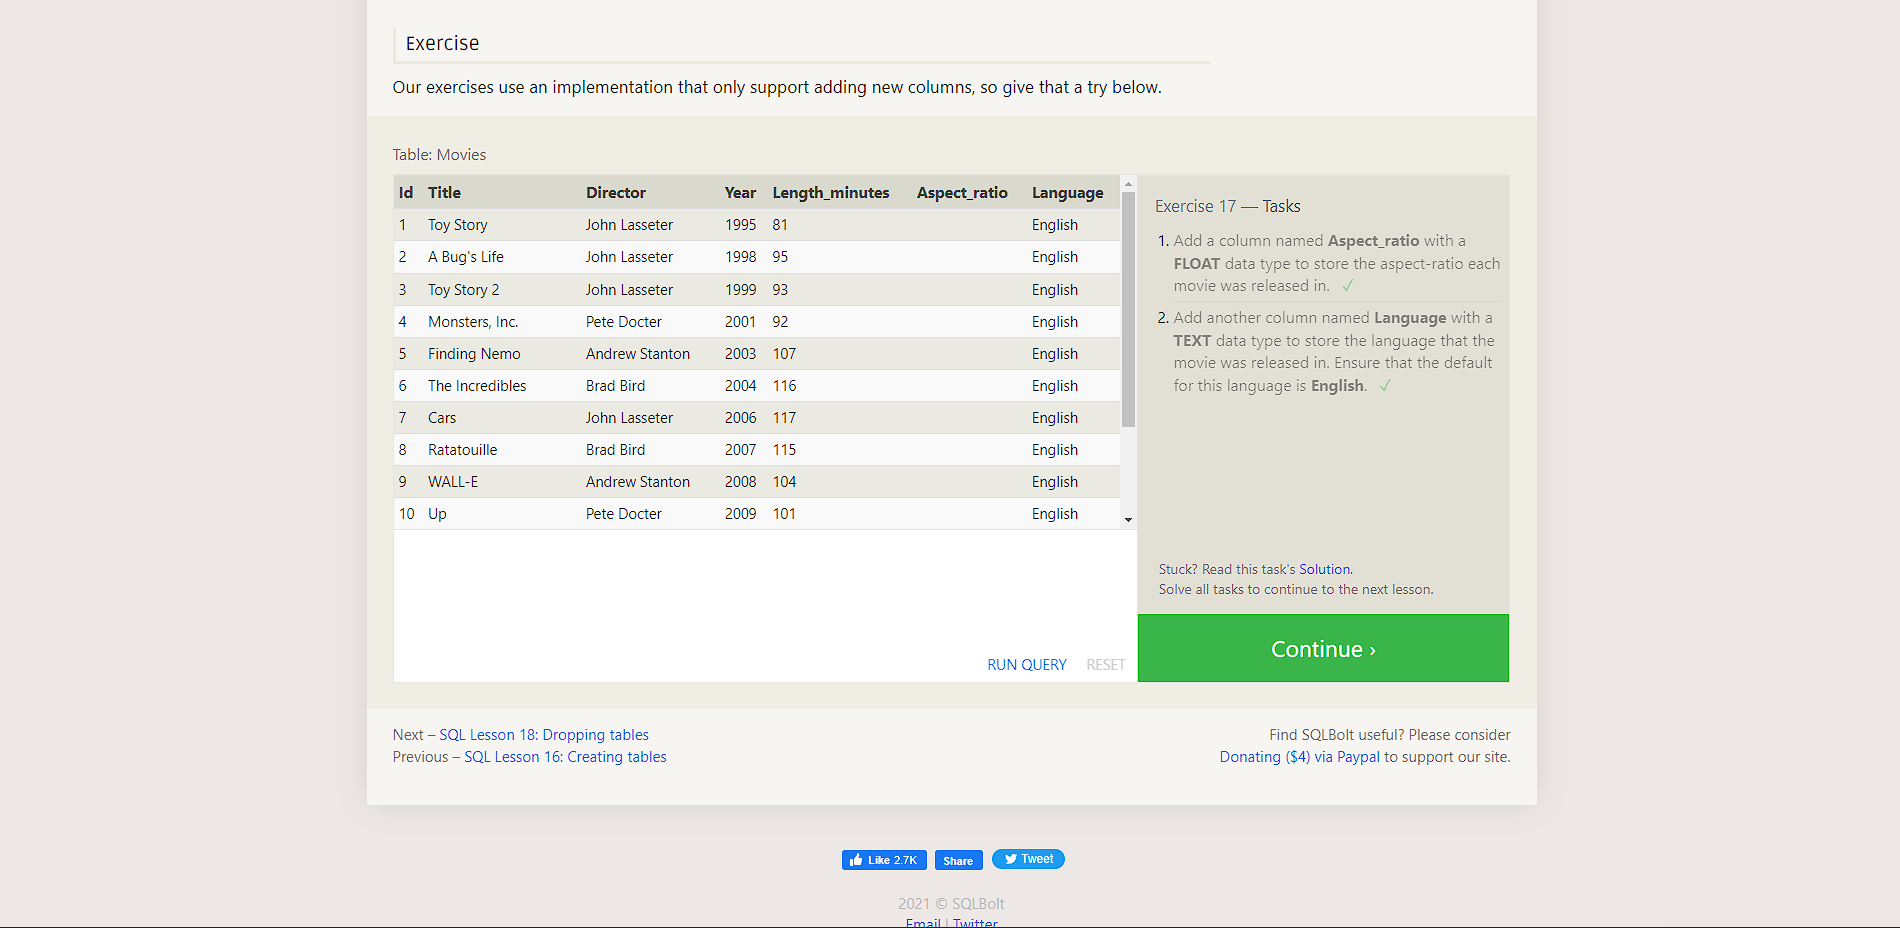 Exercise
Our exercises use an implementation that only support adding new columns, so give that a try below.
Table: Movies
Id Title Director Year Length_minutes Aspect_ratio Language
1 Toy Story John Lasseter 1995 81 English
2 A Bug's Life John Lasseter 1998 95 English
3 Toy Story 2 John Lasseter 1999 93 English
4 Monsters, Inc. Pete Docter 2001 92 English
5 Finding Nemo Andrew Stanton 2003 107 English
6 The Incredibles Brad Bird 2004 116 English
7 Cars John Lasseter 2006 117 English
8 Ratatouille Brad Bird 2007 115 English
9 WALL-E Andrew Stanton 2008 104 English
10 Up Pete Docter 2009 101 English
RUN QUERY RESET
Exercise 17 — Tasks
1. Add a column named Aspect_ratio with a
FLOAT data type to store the aspect-ratio each
movie was released in. ✓
2. Add another column named Language with a
TEXT data type to store the language that the
movie was released in. Ensure that the default
for this language is English. ✓
Stuck? Read this task's Solution.
Solve all tasks to continue to the next lesson.
Continue ›
Next – SQL Lesson 18: Dropping tables
Previous – SQL Lesson 16: Creating tables
Find SQLBolt useful? Please consider
Donating ($4) via Paypal to support our site.
Like 2.7K Share Tweet
2021 © SQLBolt
Email | Twitter